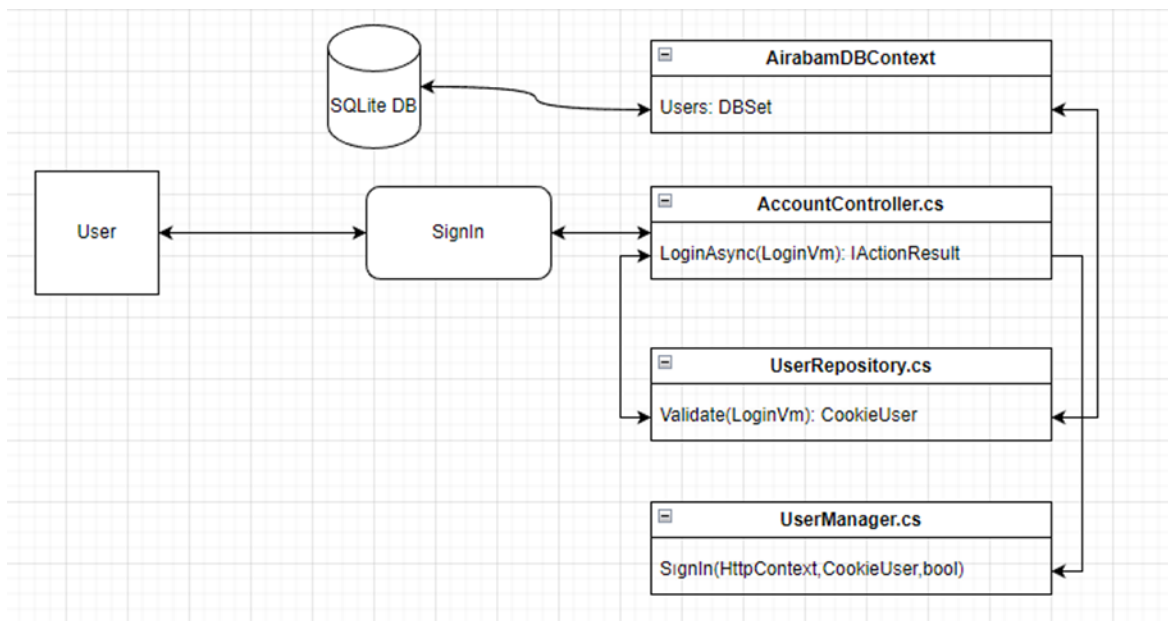 AirabamDBContext
SQLite DB
Users: DBSet
User
SignIn
AccountController.cs
LoginAsync(LoginVm): IActionResult
UserRepository.cs
Validate(LoginVm): CookieUser
UserManager.cs
SignIn(HttpContext,CookieUser,bool)